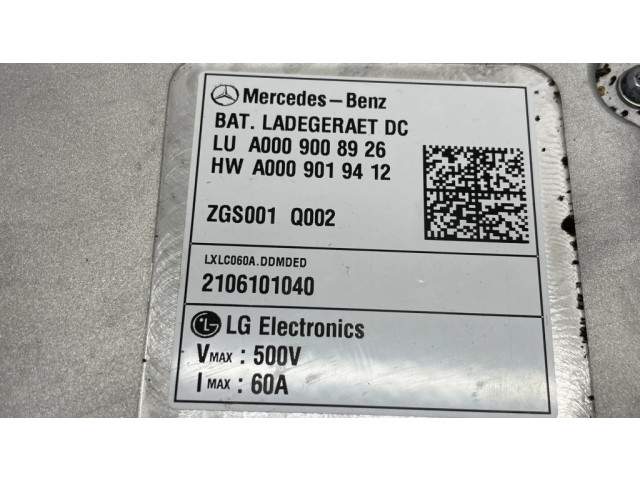 Mercedes-Benz
BAT. LADEGERAET DC
LU A000 900 89 26
HW A000 901 94 12
ZGS001 Q002
LXLC060A.DDMDED
2106101040
LG LG Electronics
VMAX : 500V
IMAX : 60A